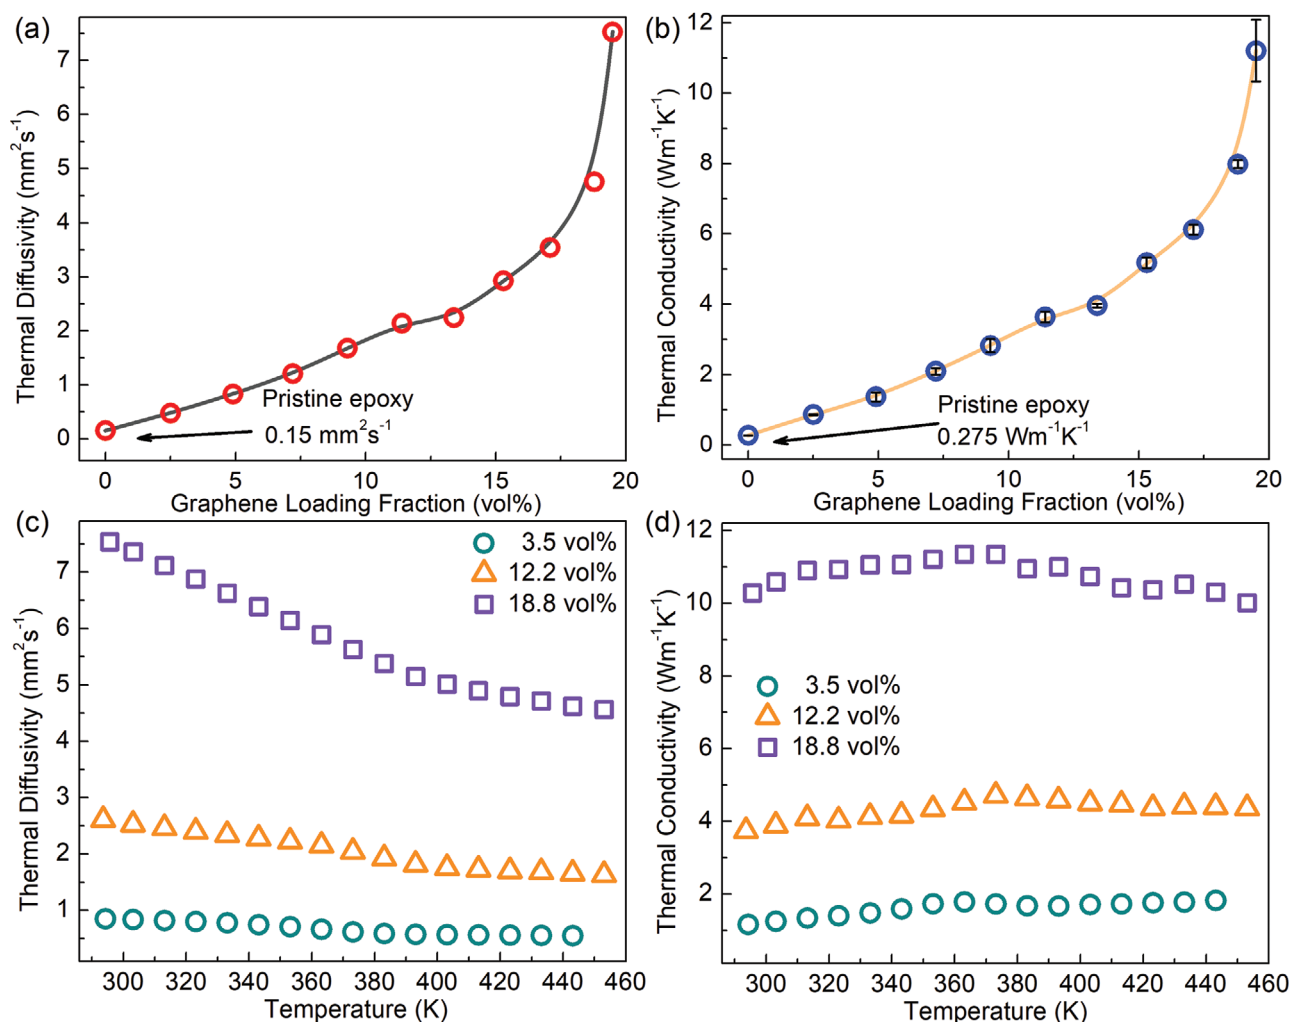 (a)
Thermal Diffusivity (mm²s⁻¹)
7
6
5
4
3
2
1
0
Pristine epoxy
0.15 mm²s⁻¹
0 5 10 15 20
Graphene Loading Fraction (vol%)
(b)
Thermal Conductivity (Wm⁻¹K⁻¹)
12
10
8
6
4
2
0
Pristine epoxy
0.275 Wm⁻¹K⁻¹
0 5 10 15 20
Graphene Loading Fraction (vol%)
(c)
Thermal Diffusivity (mm²s⁻¹)
7
6
5
4
3
2
1
3.5 vol%
12.2 vol%
18.8 vol%
300 320 340 360 380 400 420 440 460
Temperature (K)
(d)
Thermal Conductivity (Wm⁻¹K⁻¹)
12
10
8
6
4
2
3.5 vol%
12.2 vol%
18.8 vol%
300 320 340 360 380 400 420 440 460
Temperature (K)